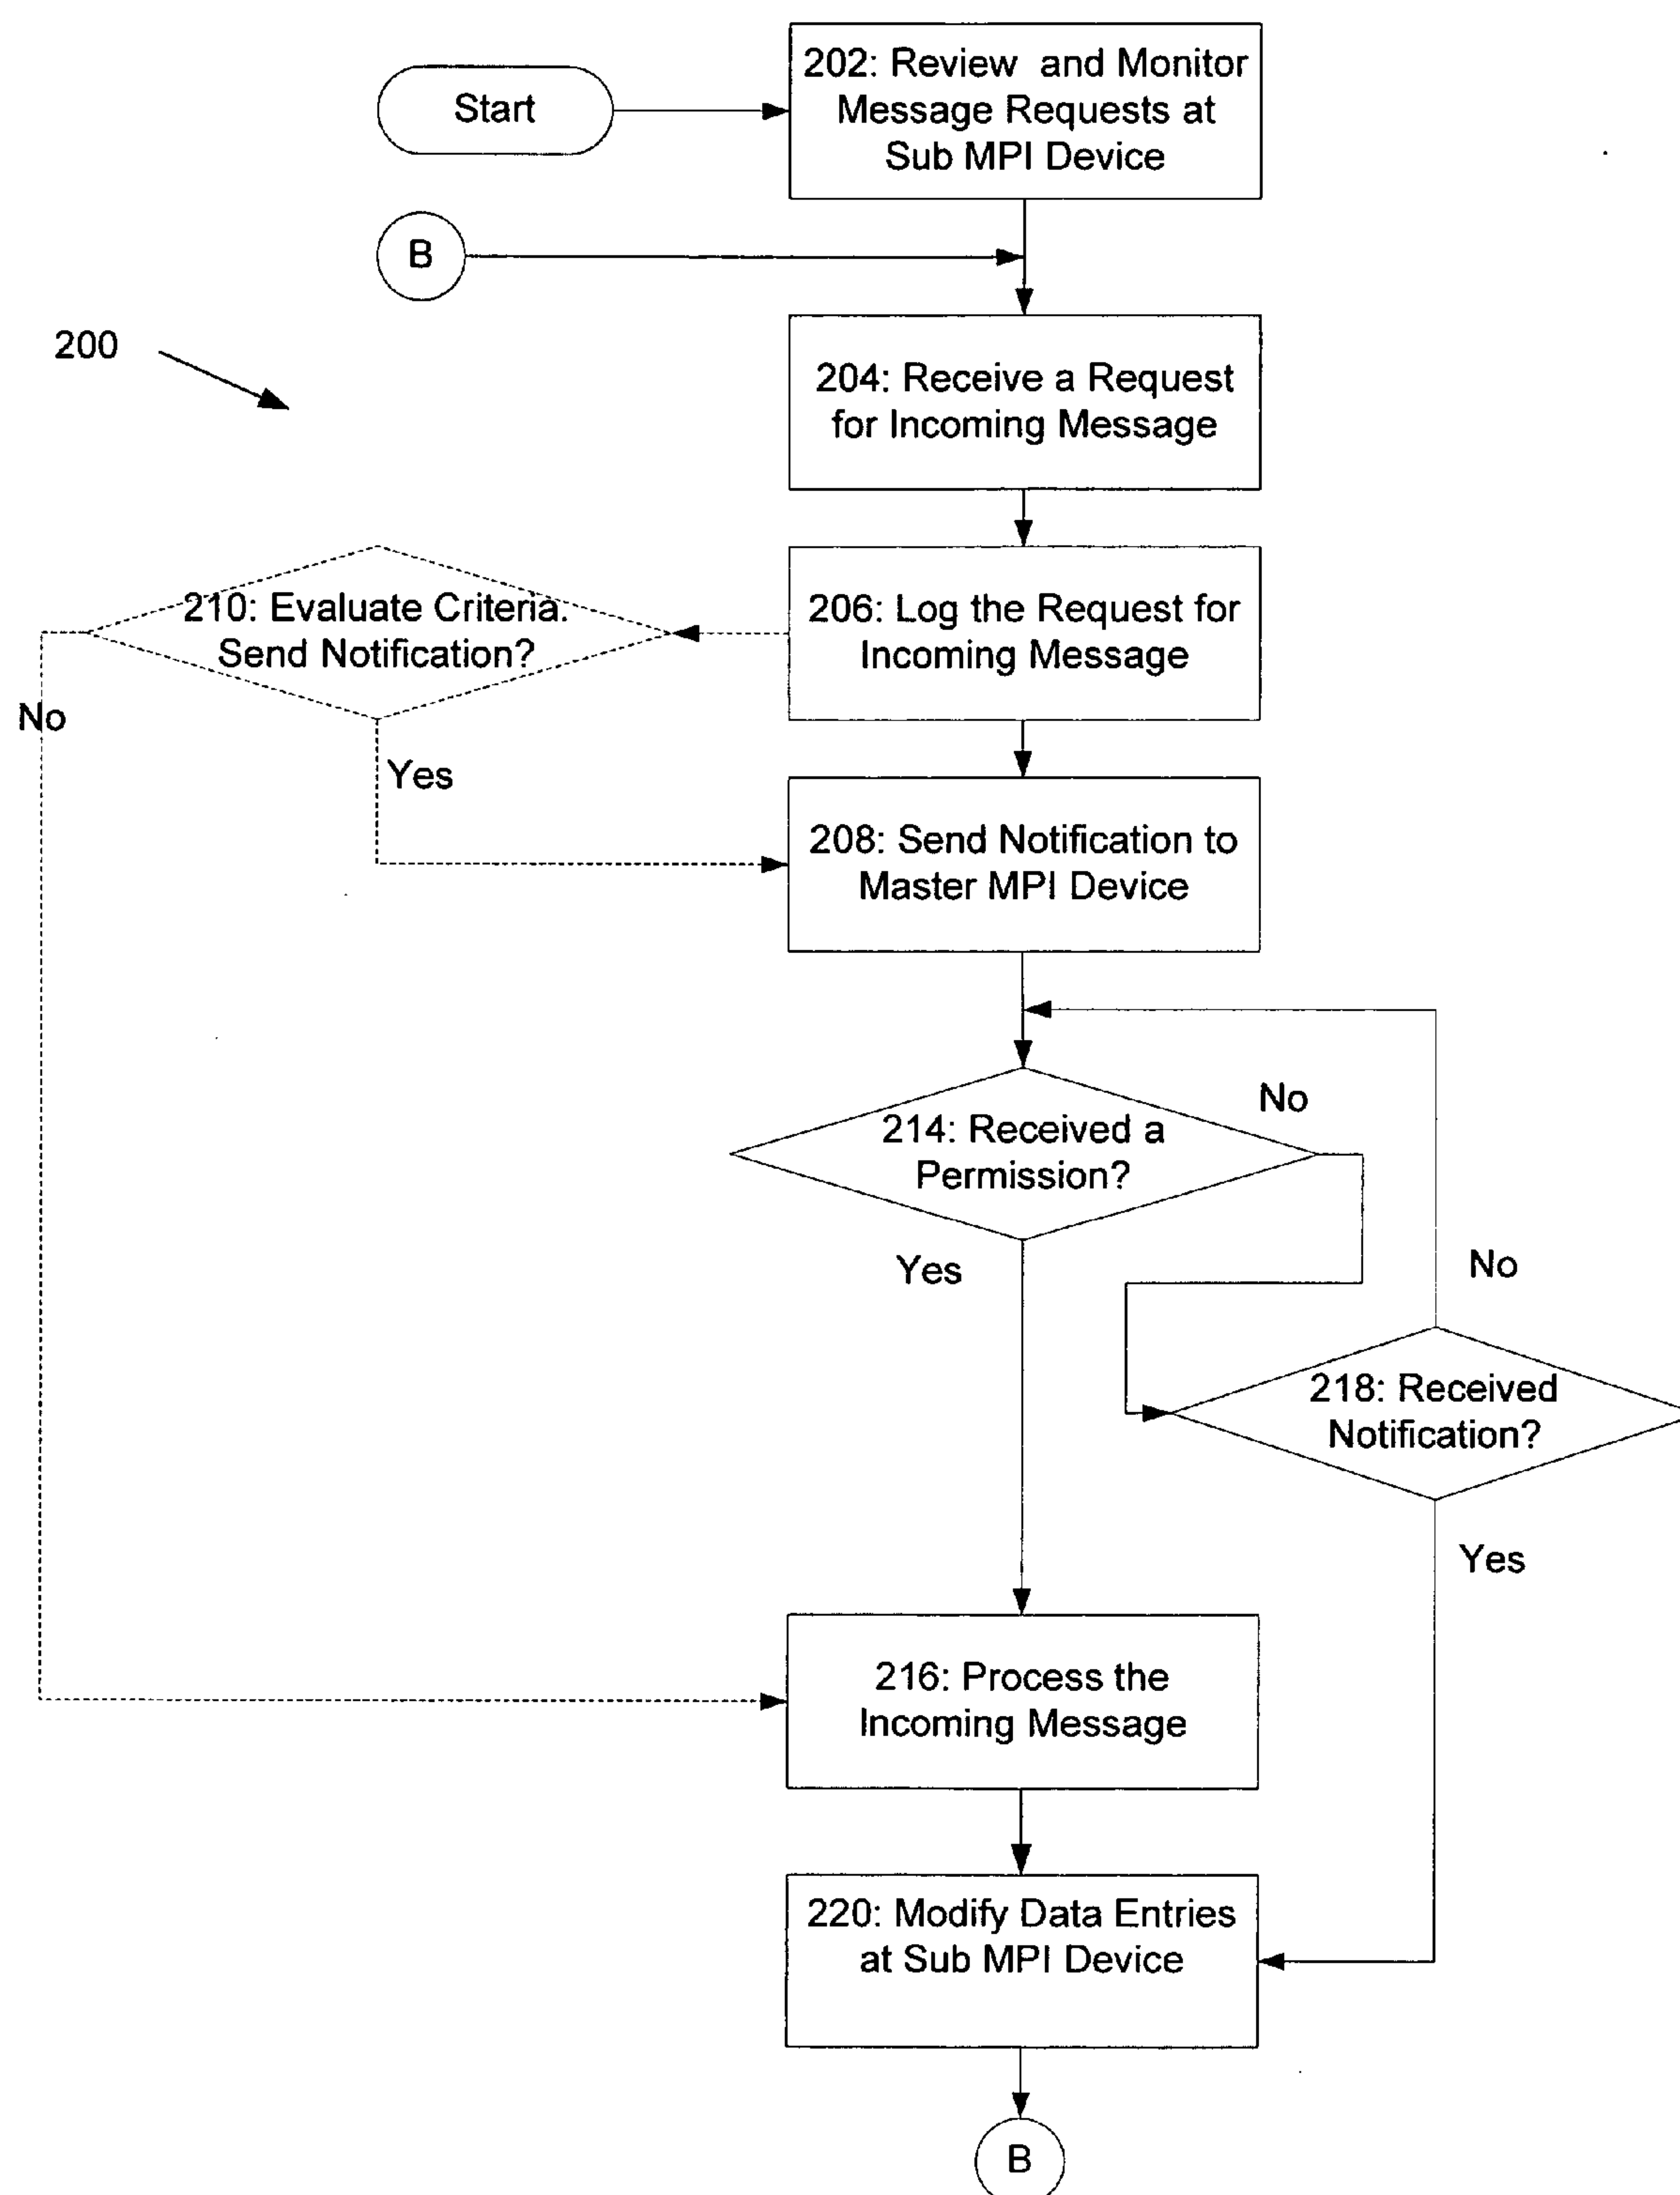 Start
202: Review and Monitor
Message Requests at
Sub MPI Device
B
200
204: Receive a Request
for Incoming Message
210: Evaluate Criteria.
Send Notification?
206: Log the Request for
Incoming Message
No
Yes
208: Send Notification to
Master MPI Device
No
214: Received a
Permission?
Yes
No
218: Received
Notification?
Yes
216: Process the
Incoming Message
220: Modify Data Entries
at Sub MPI Device
B